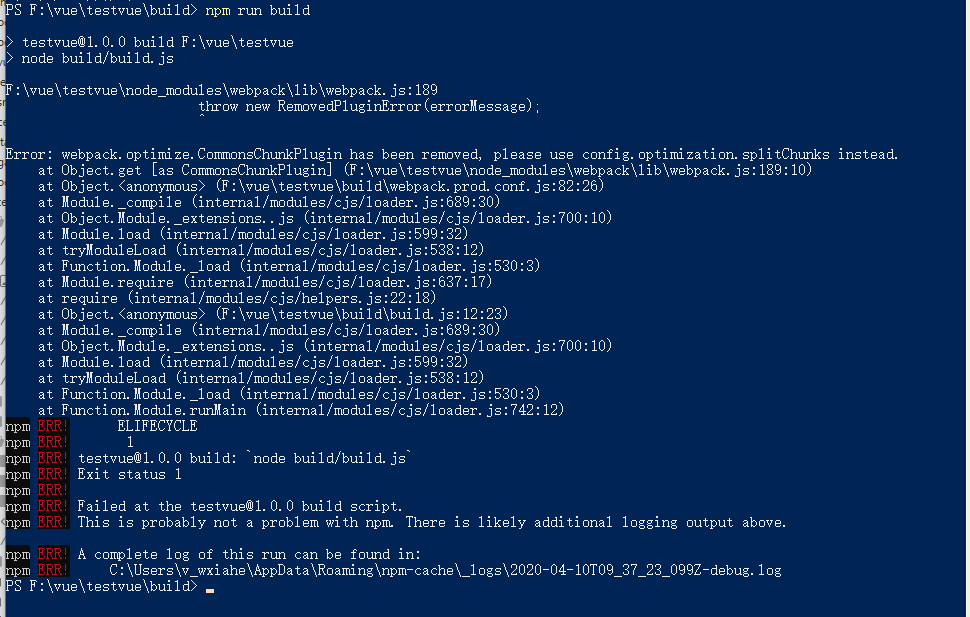 PS F:\vue\testvue\build> npm run build
> testvue@1.0.0 build F:\vue\testvue
> node build/build.js
F:\vue\testvue\node_modules\webpack\lib\webpack.js:189
throw new RemovedPluginError(errorMessage);
^
Error: webpack.optimize.CommonsChunkPlugin has been removed, please use config.optimization.splitChunks instead.
at Object.get [as CommonsChunkPlugin] (F:\vue\testvue\node_modules\webpack\lib\webpack.js:189:10)
at Object.<anonymous> (F:\vue\testvue\build\webpack.prod.conf.js:82:26)
at Module._compile (internal/modules/cjs/loader.js:689:30)
at Object.Module._extensions..js (internal/modules/cjs/loader.js:700:10)
at Module.load (internal/modules/cjs/loader.js:599:32)
at tryModuleLoad (internal/modules/cjs/loader.js:538:12)
at Function.Module._load (internal/modules/cjs/loader.js:530:3)
at Module.require (internal/modules/cjs/loader.js:637:17)
at require (internal/modules/cjs/helpers.js:22:18)
at Object.<anonymous> (F:\vue\testvue\build\build.js:12:23)
at Module._compile (internal/modules/cjs/loader.js:689:30)
at Object.Module._extensions..js (internal/modules/cjs/loader.js:700:10)
at Module.load (internal/modules/cjs/loader.js:599:32)
at tryModuleLoad (internal/modules/cjs/loader.js:538:12)
at Function.Module._load (internal/modules/cjs/loader.js:530:3)
at Function.Module.runMain (internal/modules/cjs/loader.js:742:12)
npm ERR! ELIFECYCLE
npm ERR! 1
npm ERR! testvue@1.0.0 build: `node build/build.js`
npm ERR! Exit status 1
npm ERR!
npm ERR! Failed at the testvue@1.0.0 build script.
npm ERR! This is probably not a problem with npm. There is likely additional logging output above.
npm ERR! A complete log of this run can be found in:
npm ERR! C:\Users\v_wxiahe\AppData\Roaming\npm-cache\_logs\2020-04-10T09_37_23_099Z-debug.log
PS F:\vue\testvue\build>